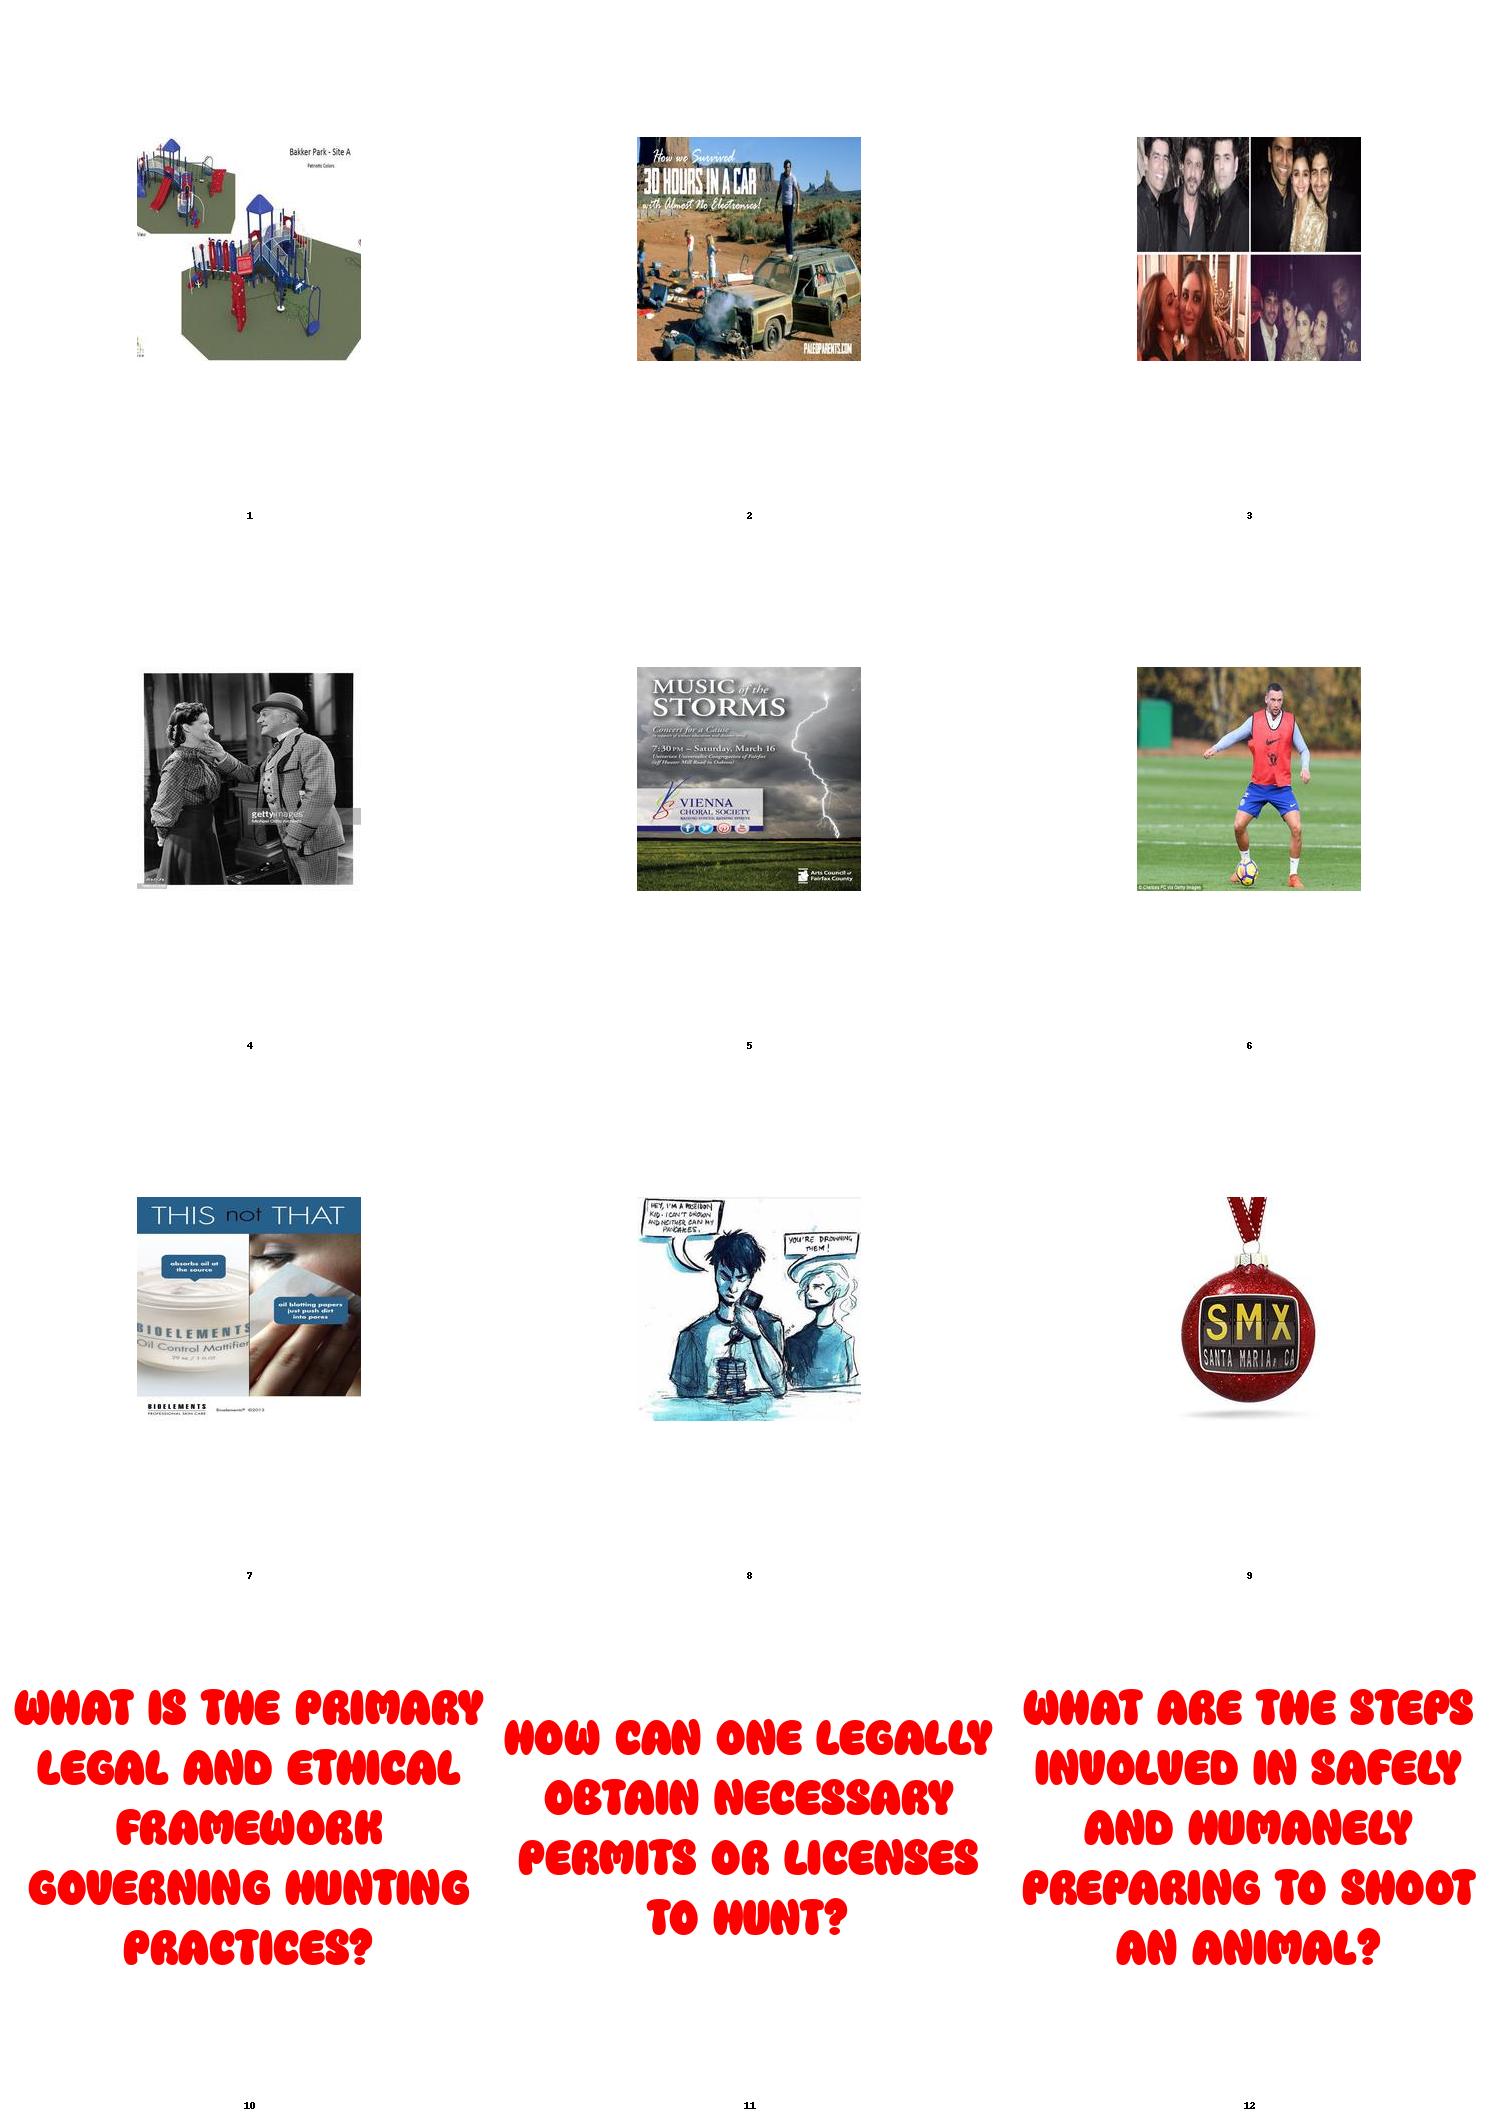 Bakker Park - Site A
Patriotic Colors
View
1
How we Survived
30 HOURS IN A CAR
with Almost No Electronics!
PALEOPARENTS.COM
2
3
gettyimages
4
MUSIC of the
STORMS
Concert for a Cause
7:30 PM – Saturday, March 16
Unitarian Universalist Congregation of Fairfax
(off Hunter Mill Road in Oakton)
VIENNA
CHORAL SOCIETY
Arts Council of
Fairfax County
5
© Chelsea FC via Getty Images
6
THIS not THAT
absorbs oil at
the source
oil blotting papers
just push dirt
into pores
BIOELEMENTS
Oil Control Mattifier
BIOELEMENTS
PROFESSIONAL SKIN CARE
Bioelements® ©2013
7
HEY, I'M A POSEIDON
KID. I CAN'T DROWN
AND NEITHER CAN MY
PANCAKES.
YOU'RE DROWNING
THEM!
8
SMX
SANTA MARIA, CA
9
WHAT IS THE PRIMARY
LEGAL AND ETHICAL
FRAMEWORK
GOVERNING HUNTING
PRACTICES?
10
HOW CAN ONE LEGALLY
OBTAIN NECESSARY
PERMITS OR LICENSES
TO HUNT?
11
WHAT ARE THE STEPS
INVOLVED IN SAFELY
AND HUMANELY
PREPARING TO SHOOT
AN ANIMAL?
12